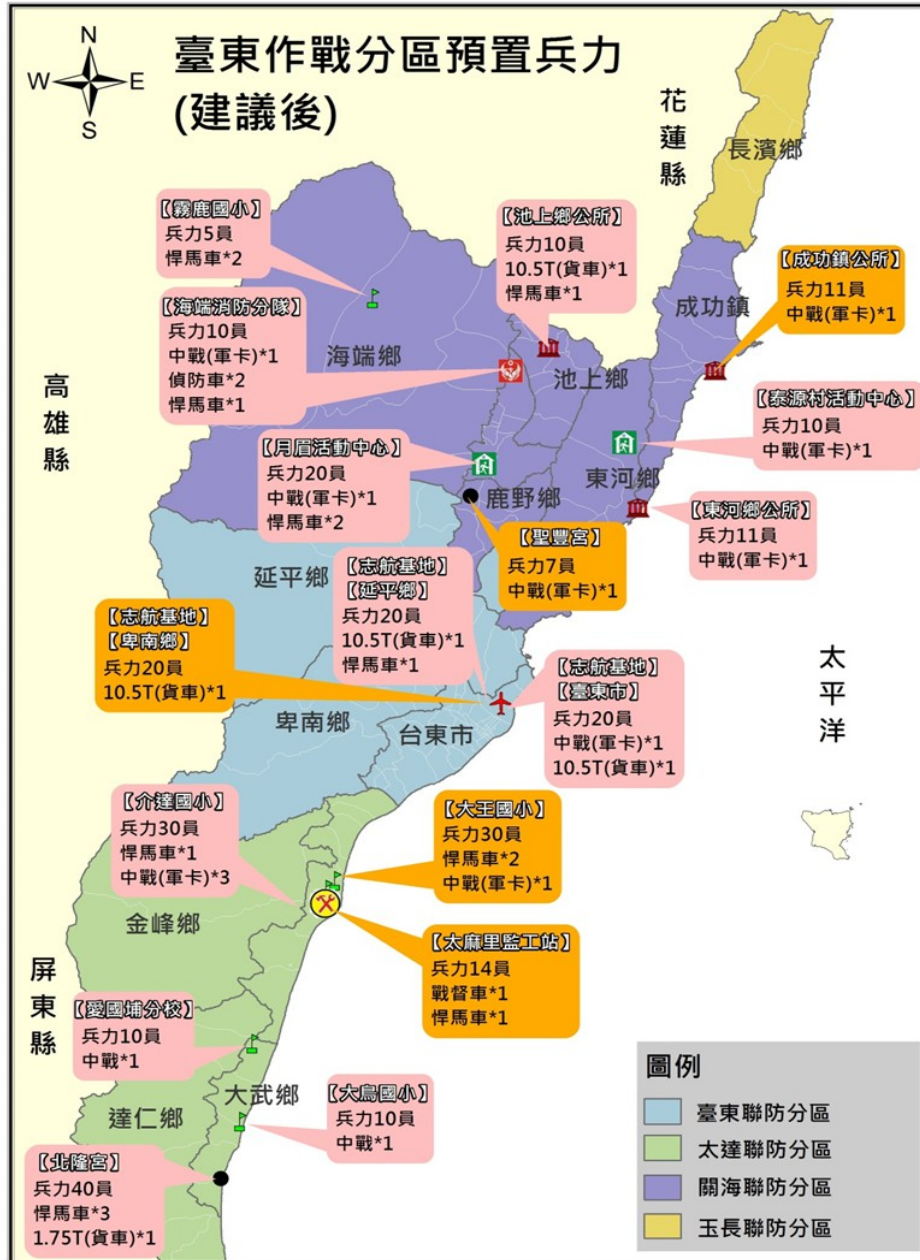 N
W
E
S
臺東作戰分區預置兵力
(建議後)
花蓮縣
長濱鄉
【霧鹿國小】
兵力5員
悍馬車*2
【池上鄉公所】
兵力10員
10.5T(貨車)*1
悍馬車*1
【成功鎮公所】
兵力11員
中戰(軍卡)*1
成功鎮
【海端消防分隊】
兵力10員
中戰(軍卡)*1
偵防車*2
悍馬車*1
海端鄉
池上鄉
高雄縣
【泰源村活動中心】
兵力10員
中戰(軍卡)*1
【月眉活動中心】
兵力20員
中戰(軍卡)*1
悍馬車*2
鹿野鄉
東河鄉
【東河鄉公所】
兵力11員
中戰(軍卡)*1
【聖豐宮】
兵力7員
中戰(軍卡)*1
延平鄉
【志航基地】
【延平鄉】
兵力20員
10.5T(貨車)*1
悍馬車*1
【志航基地】
【卑南鄉】
兵力20員
10.5T(貨車)*1
太平洋
【志航基地】
【臺東市】
兵力20員
中戰(軍卡)*1
10.5T(貨車)*1
卑南鄉
台東市
【介達國小】
兵力30員
悍馬車*1
中戰(軍卡)*3
【大王國小】
兵力30員
悍馬車*2
中戰(軍卡)*1
金峰鄉
【太麻里監工站】
兵力14員
戰督車*1
悍馬車*1
屏東縣
【愛國埔分校】
兵力10員
中戰*1
大武鄉
達仁鄉
【大鳥國小】
兵力10員
中戰*1
【北隆宮】
兵力40員
悍馬車*3
1.75T(貨車)*1
圖例
臺東聯防分區
太達聯防分區
關海聯防分區
玉長聯防分區